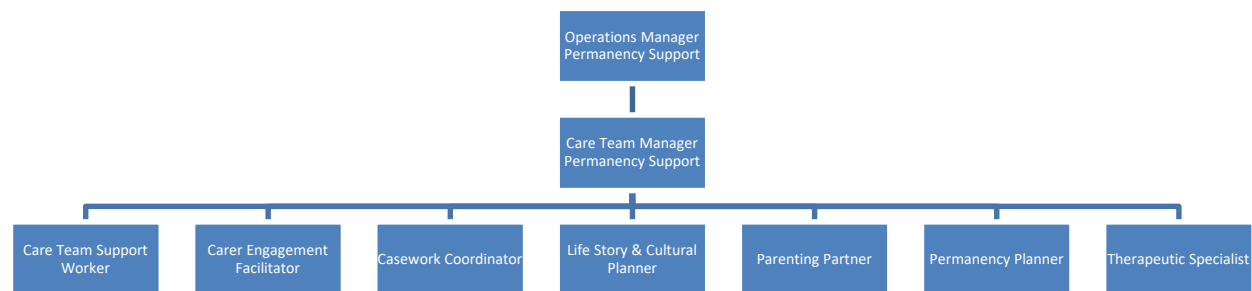 Operations Manager
Permanency Support
Care Team Manager
Permanency Support
Care Team Support
Worker
Carer Engagement
Facilitator
Casework Coordinator
Life Story & Cultural
Planner
Parenting Partner
Permanency Planner
Therapeutic Specialist